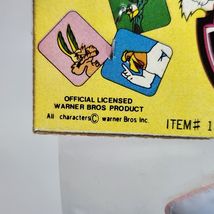 OFFICIAL LICENSED
WARNER BROS PRODUCT
All characters © warner Bros Inc.
ITEM# 1